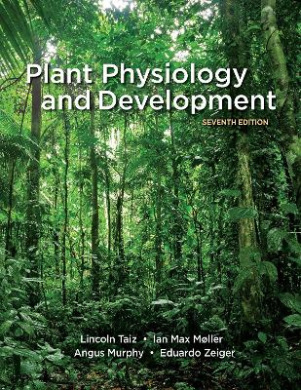 Plant Physiology
and Development
SEVENTH EDITION
Lincoln Taiz • Ian Max Møller
Angus Murphy • Eduardo Zeiger